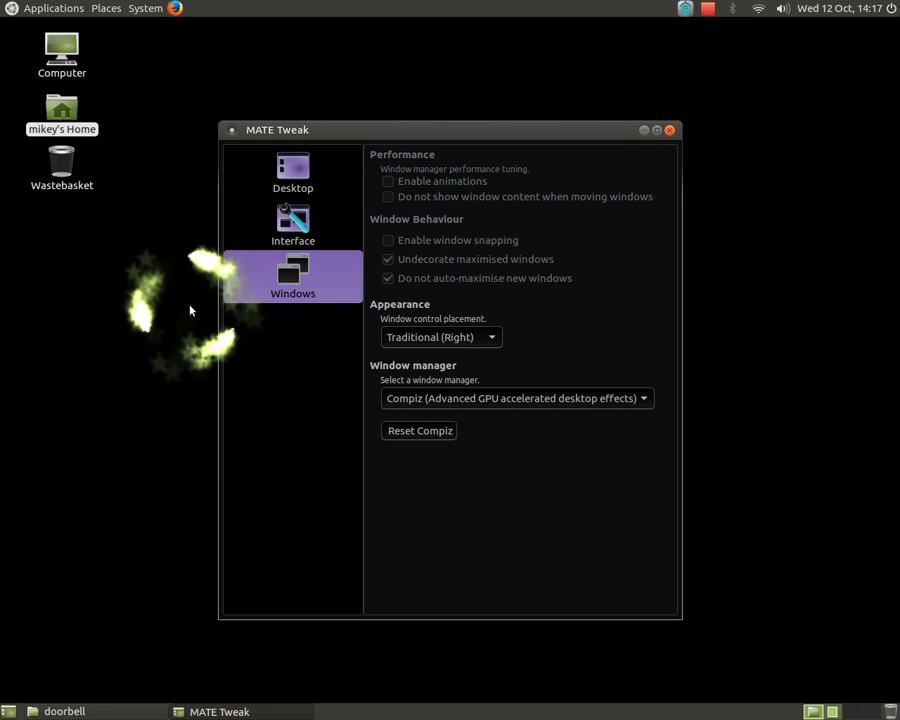 Applications Places System Wed 12 Oct, 14:17
Computer
mikey's Home
Wastebasket
MATE Tweak
Desktop
Interface
Windows
Performance
Window manager performance tuning.
Enable animations
Do not show window content when moving windows
Window Behaviour
Enable window snapping
Undecorate maximised windows
Do not auto-maximise new windows
Appearance
Window control placement.
Traditional (Right)
Window manager
Select a window manager.
Compiz (Advanced GPU accelerated desktop effects)
Reset Compiz
doorbell MATE Tweak